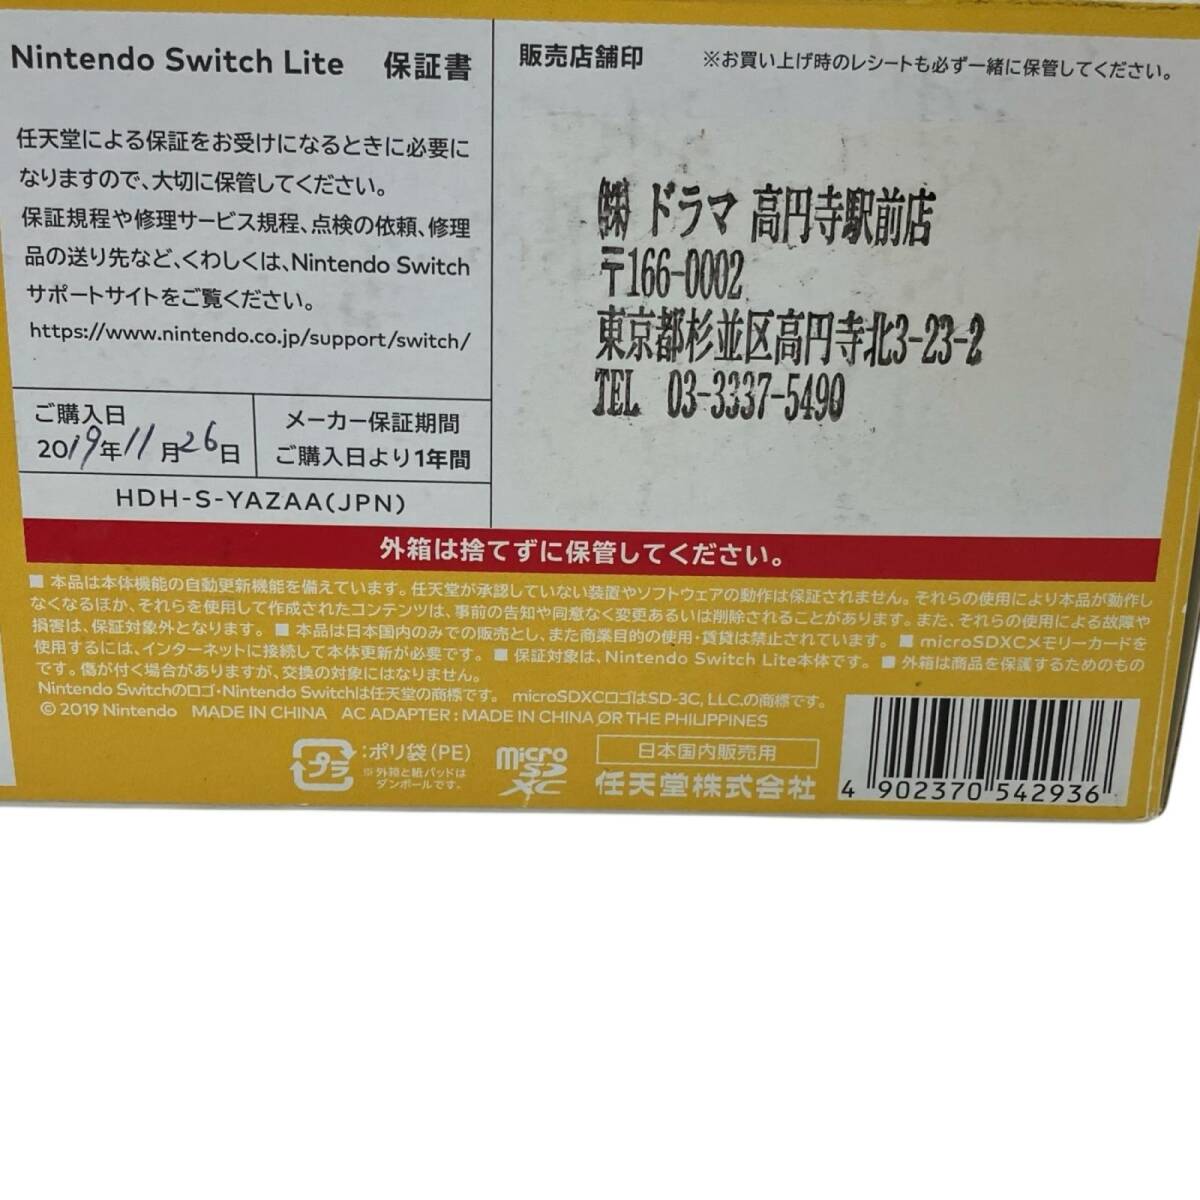 Nintendo Switch Lite 保証書
任天堂による保証をお受けになるときに必要に
なりますので、大切に保管してください。
保証規程や修理サービス規程、点検の依頼、修理
品の送り先など、くわしくは、Nintendo Switch
サポートサイトをご覧ください。
https://www.nintendo.co.jp/support/switch/
ご購入日
2019年11月26日
メーカー保証期間
ご購入日より1年間
HDH-S-YAZAA(JPN)
販売店舗印
※お買い上げ時のレシートも必ず一緒に保管してください。
㈱ ドラマ 高円寺駅前店
〒166-0002
東京都杉並区高円寺北3-23-2
TEL 03-3337-5490
外箱は捨てずに保管してください。
■ 本品は本体機能の自動更新機能を備えています。任天堂が承認していない装置やソフトウェアの動作は保証されません。それらの使用により本品が動作し
なくなるほか、それらを使用して作成されたコンテンツは、事前の告知や同意なく変更あるいは削除されることがあります。また、それらの使用による故障や
損害は、保証対象外となります。 ■ 本品は日本国内のみでの販売とし、また商業目的の使用・賃貸は禁止されています。 ■ microSDXCメモリーカードを
使用するには、インターネットに接続して本体更新が必要です。 ■ 保証対象は、Nintendo Switch Lite本体です。 ■ 外箱は商品を保護するためのもの
です。傷が付く場合がありますが、交換の対象にはなりません。
Nintendo Switchのロゴ・Nintendo Switchは任天堂の商標です。 microSDXCロゴはSD-3C, LLC.の商標です。
© 2019 Nintendo MADE IN CHINA AC ADAPTER : MADE IN CHINA OR THE PHILIPPINES
プラ
:ポリ袋(PE)
※外箱と紙パッドは
ダンボールです。
micro
SD
XC
日本国内販売用
任天堂株式会社
4 902370 542936